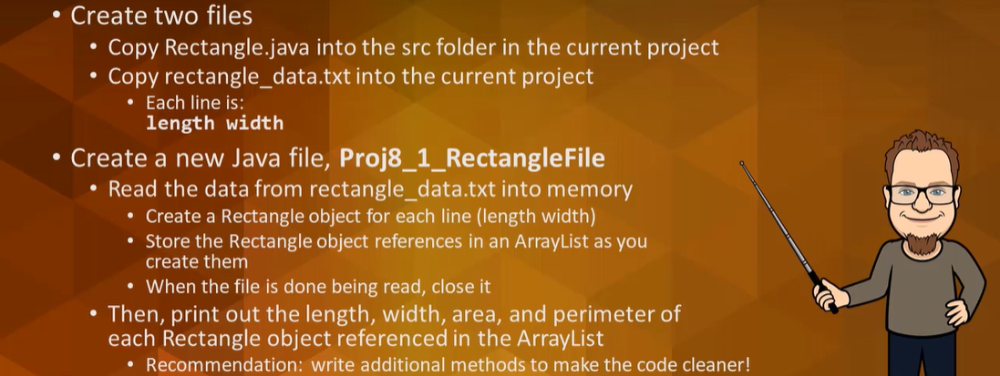 • Create two files
• Copy Rectangle.java into the src folder in the current project
• Copy rectangle_data.txt into the current project
• Each line is:
length width
• Create a new Java file, Proj8_1_RectangleFile
• Read the data from rectangle_data.txt into memory
• Create a Rectangle object for each line (length width)
• Store the Rectangle object references in an ArrayList as you
create them
• When the file is done being read, close it
• Then, print out the length, width, area, and perimeter of
each Rectangle object referenced in the ArrayList
• Recommendation: write additional methods to make the code cleaner!